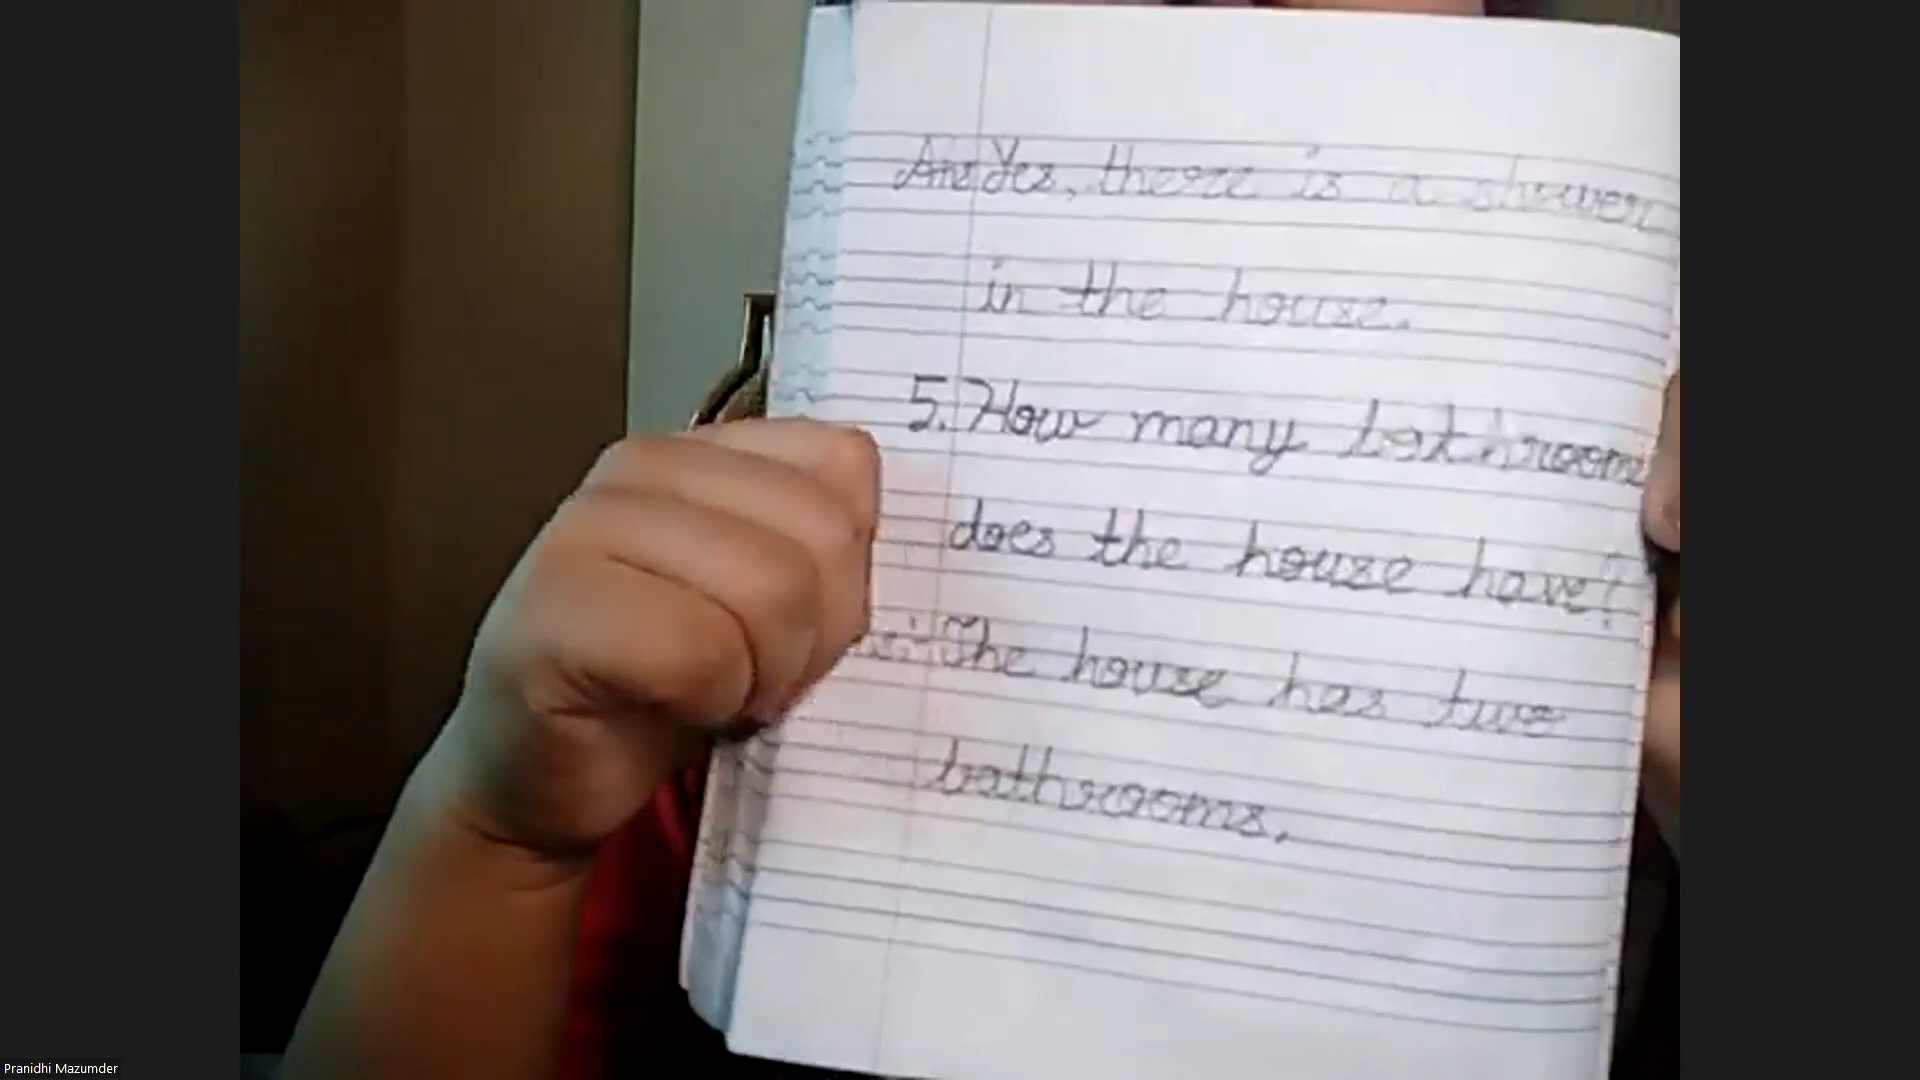 Ans Yes, there is a shower
in the house.
5. How many bathrooms
does the house have?
The house has two
bathrooms.
Pranidhi Mazumder